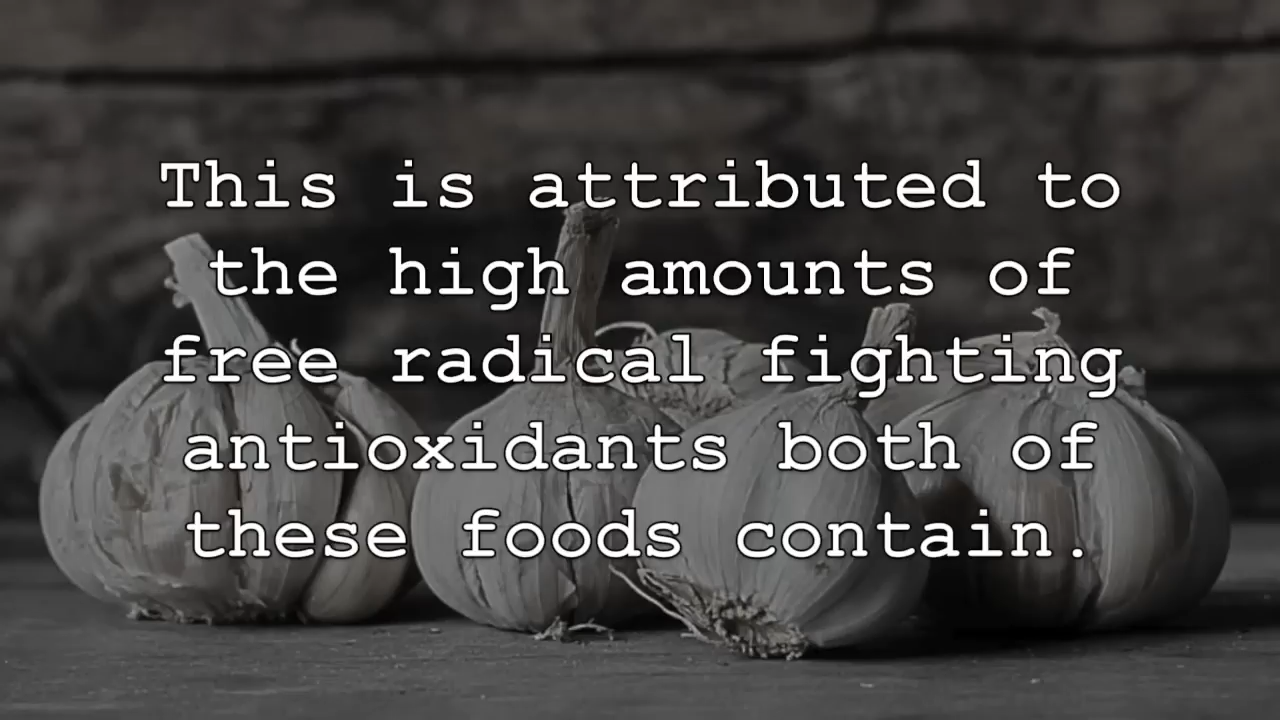 This is attributed to
the high amounts of
free radical fighting
antioxidants both of
these foods contain.